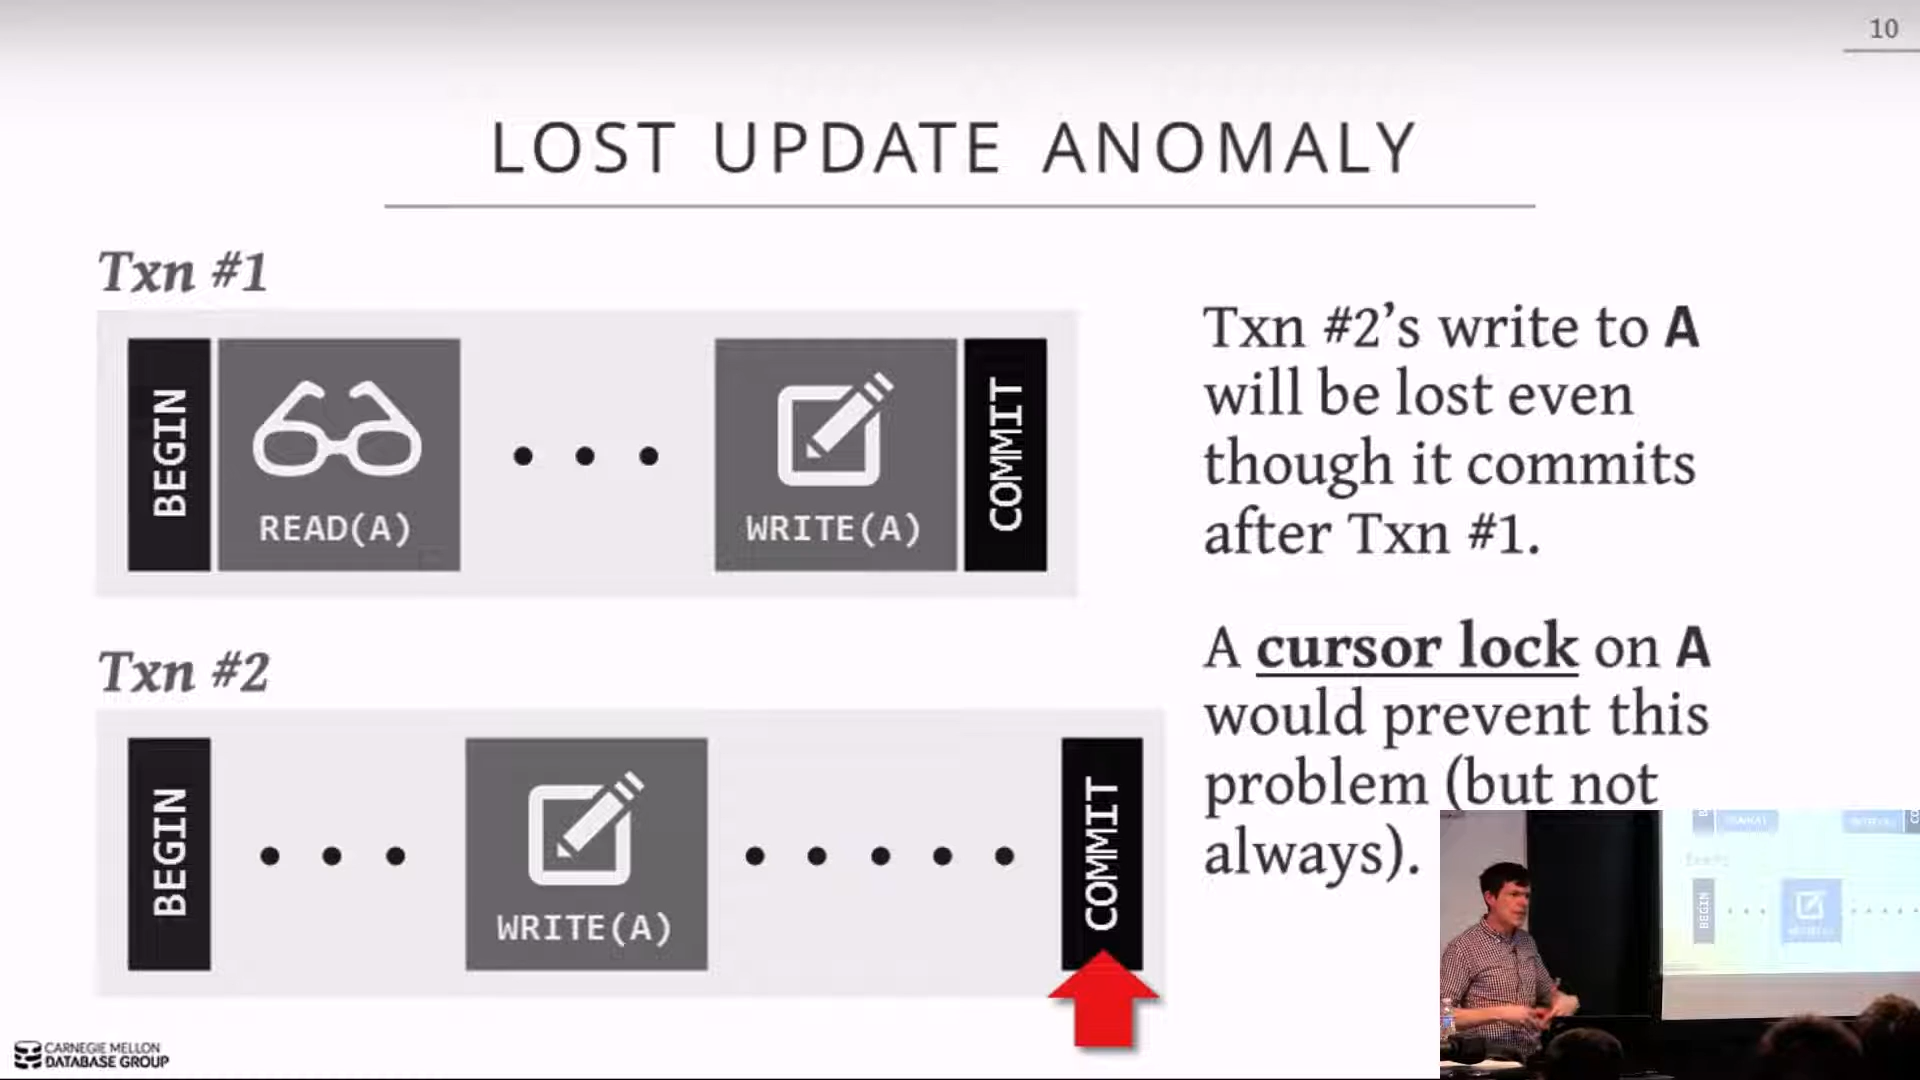 10
LOST UPDATE ANOMALY
Txn #1
BEGIN
READ(A)
WRITE(A)
COMMIT
Txn #2
BEGIN
WRITE(A)
COMMIT
Txn #2’s write to A
will be lost even
though it commits
after Txn #1.
A cursor lock on A
would prevent this
problem (but not
always).
CARNEGIE MELLON
DATABASE GROUP
BEGIN